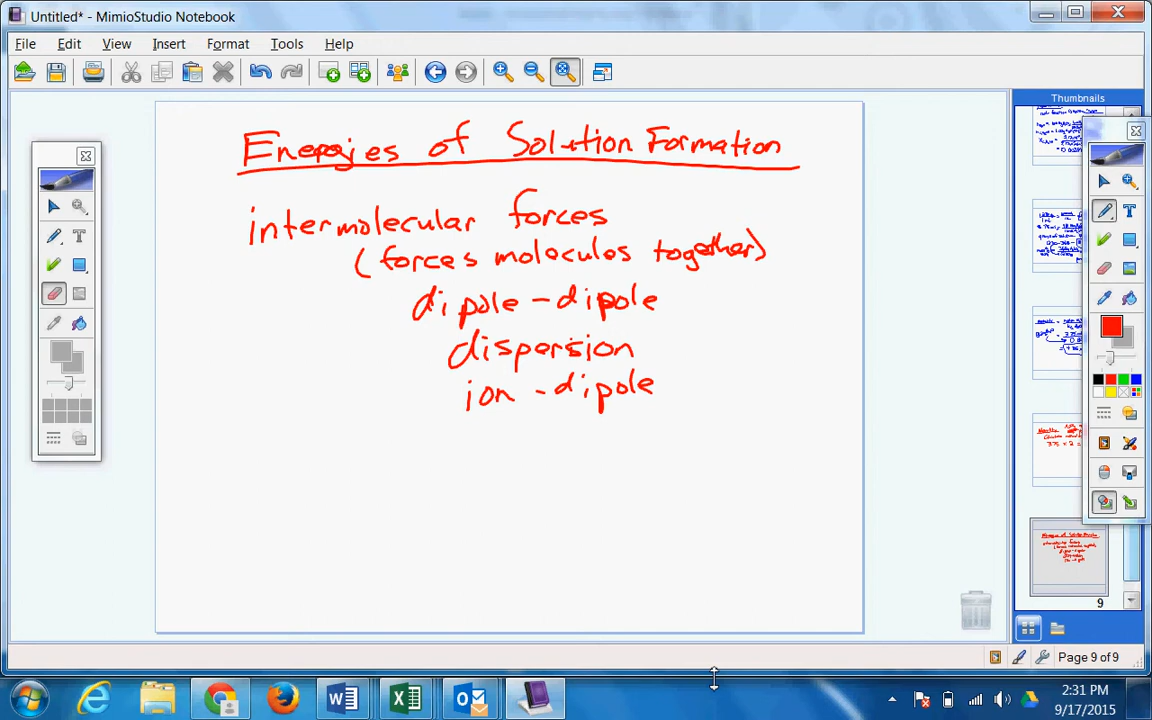 Untitled* - MimioStudio Notebook
File Edit View Insert Format Tools Help
Energies of Solution Formation
intermolecular forces
(forces molecules together)
dipole - dipole
dispersion
ion - dipole
Thumbnails
9
Page 9 of 9
2:31 PM
9/17/2015